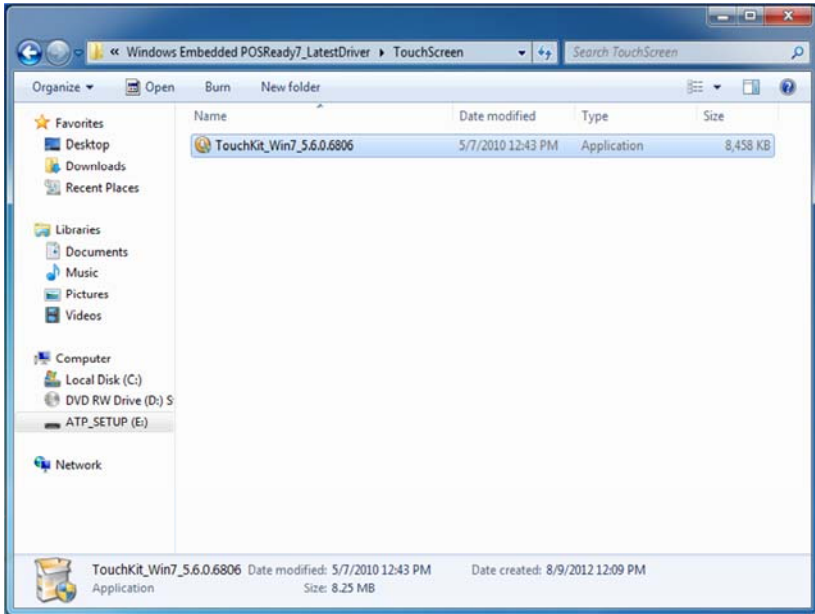 « Windows Embedded POSReady7_LatestDriver ▸ TouchScreen
Search TouchScreen
Organize ▾ Open Burn New folder
Name Date modified Type Size
TouchKit_Win7_5.6.0.6806 5/7/2010 12:43 PM Application 8,458 KB
Favorites
Desktop
Downloads
Recent Places
Libraries
Documents
Music
Pictures
Videos
Computer
Local Disk (C:)
DVD RW Drive (D:) S
ATP_SETUP (E:)
Network
TouchKit_Win7_5.6.0.6806 Date modified: 5/7/2010 12:43 PM Date created: 8/9/2012 12:09 PM
Application Size: 8.25 MB